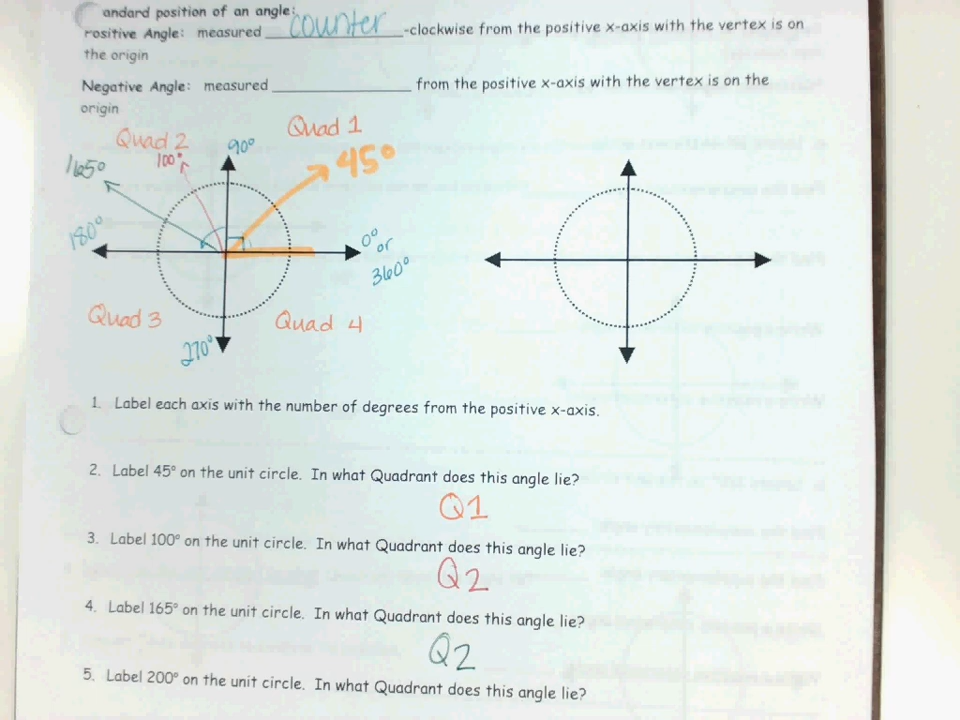 andard position of an angle:
Positive Angle: measured counter -clockwise from the positive x-axis with the vertex is on
the origin
Negative Angle: measured ____________ from the positive x-axis with the vertex is on the
origin
Quad 2
Quad 1
90°
100°
45°
165°
180°
0° or
360°
Quad 3
Quad 4
270°
1. Label each axis with the number of degrees from the positive x-axis.
2. Label 45° on the unit circle. In what Quadrant does this angle lie?
Q1
3. Label 100° on the unit circle. In what Quadrant does this angle lie?
Q2
4. Label 165° on the unit circle. In what Quadrant does this angle lie?
Q2
5. Label 200° on the unit circle. In what Quadrant does this angle lie?